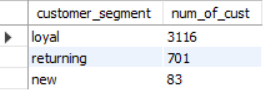 customer_segment num_of_cust
loyal 3116
returning 701
new 83